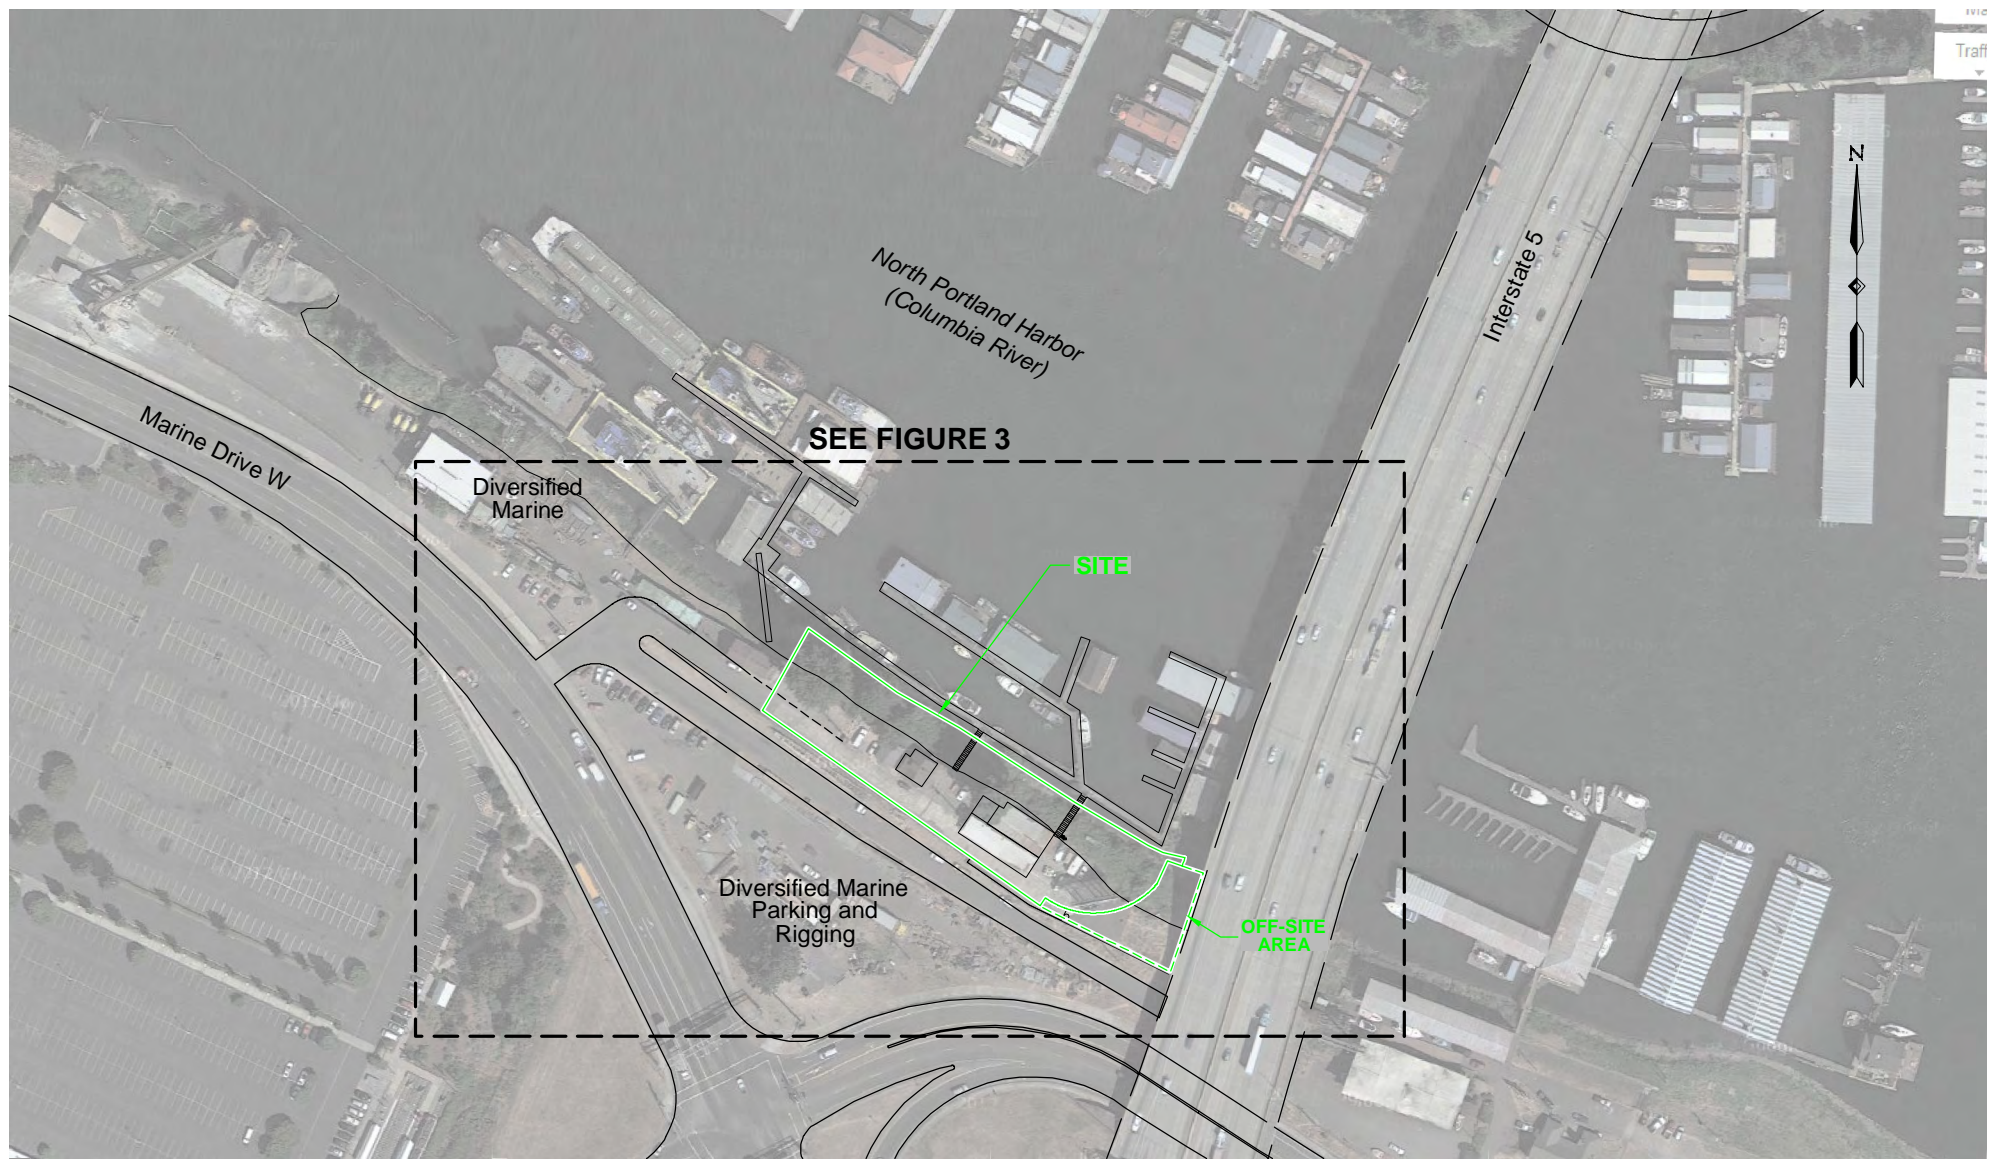 Traff
N
Interstate 5
North Portland Harbor
(Columbia River)
Marine Drive W
SEE FIGURE 3
Diversified
Marine
SITE
Diversified Marine
Parking and
Rigging
OFF-SITE
AREA